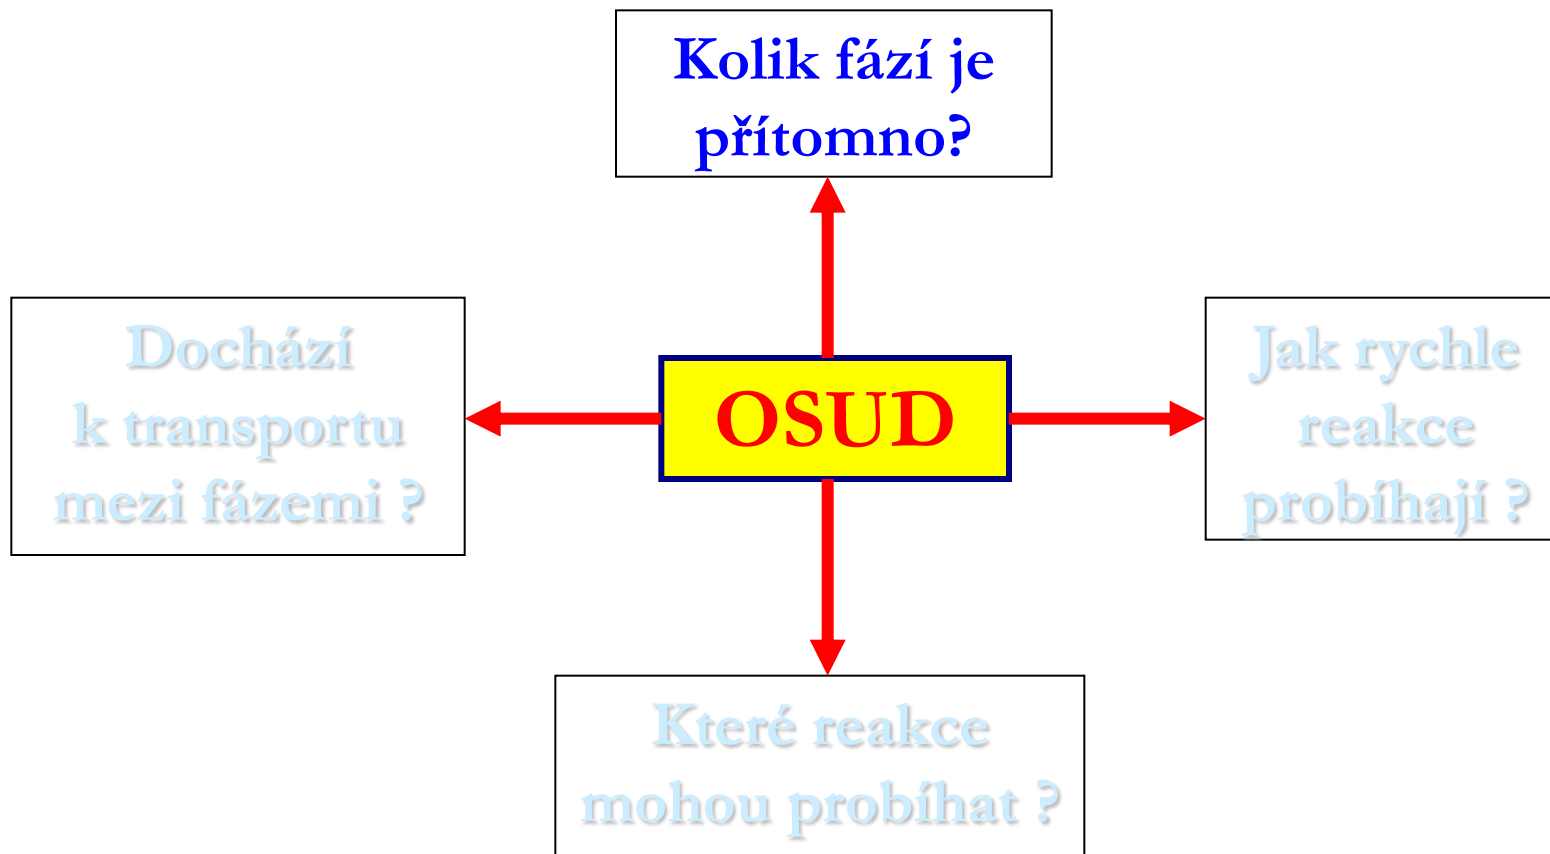 Kolik fází je
přítomno?
Dochází
k transportu
mezi fázemi ?
OSUD
Jak rychle
reakce
probíhají ?
Které reakce
mohou probíhat ?